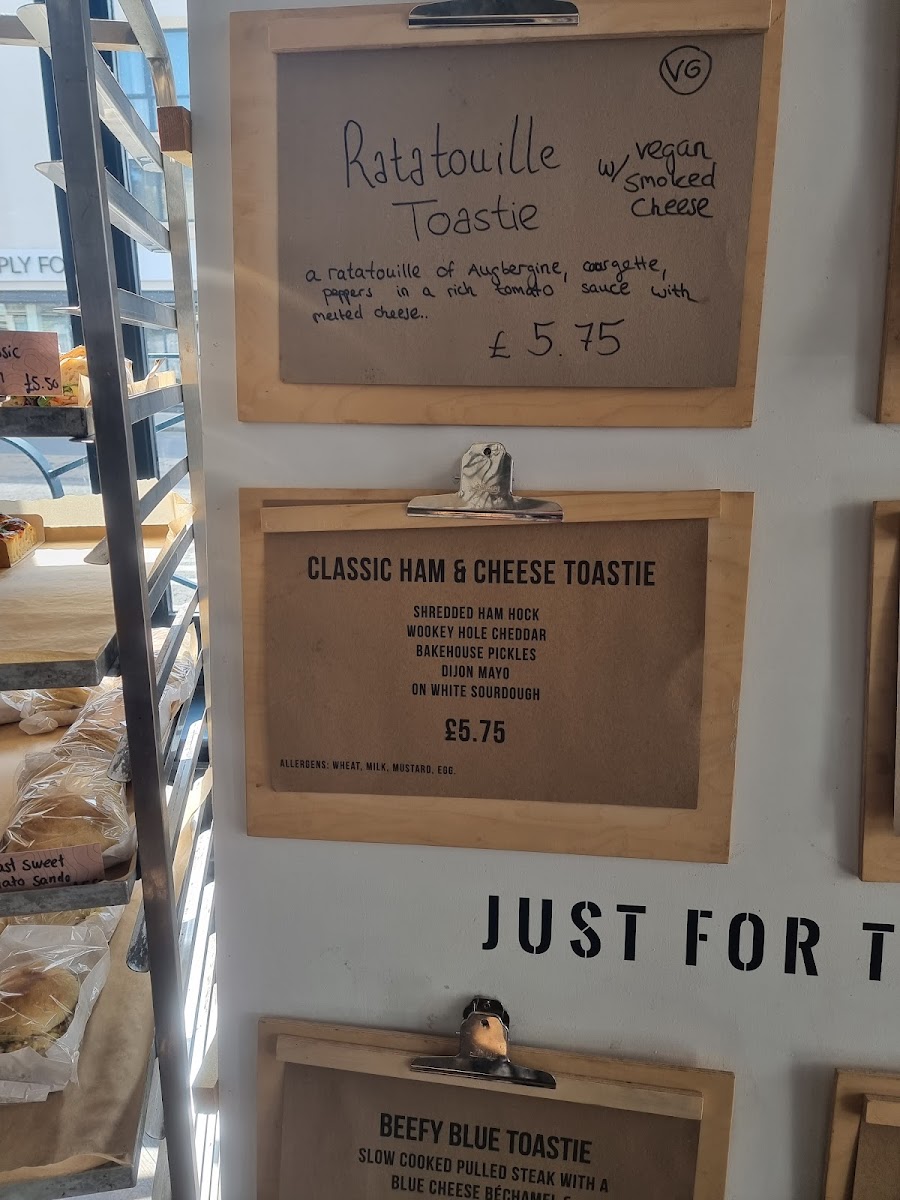 VG
Ratatouille
Toastie
w/ vegan
smoked
cheese
a ratatouille of Augbergine, courgette,
peppers in a rich tomato sauce with
melted cheese..
£ 5.75
CLASSIC HAM & CHEESE TOASTIE
SHREDDED HAM HOCK
WOOKEY HOLE CHEDDAR
BAKEHOUSE PICKLES
DIJON MAYO
ON WHITE SOURDOUGH
£5.75
ALLERGENS: WHEAT, MILK, MUSTARD, EGG.
JUST FOR T
BEEFY BLUE TOASTIE
SLOW COOKED PULLED STEAK WITH A
BLUE CHEESE BÉCHAMEL &
PLY FO
sic
£5.50
ast sweet
ato Sando